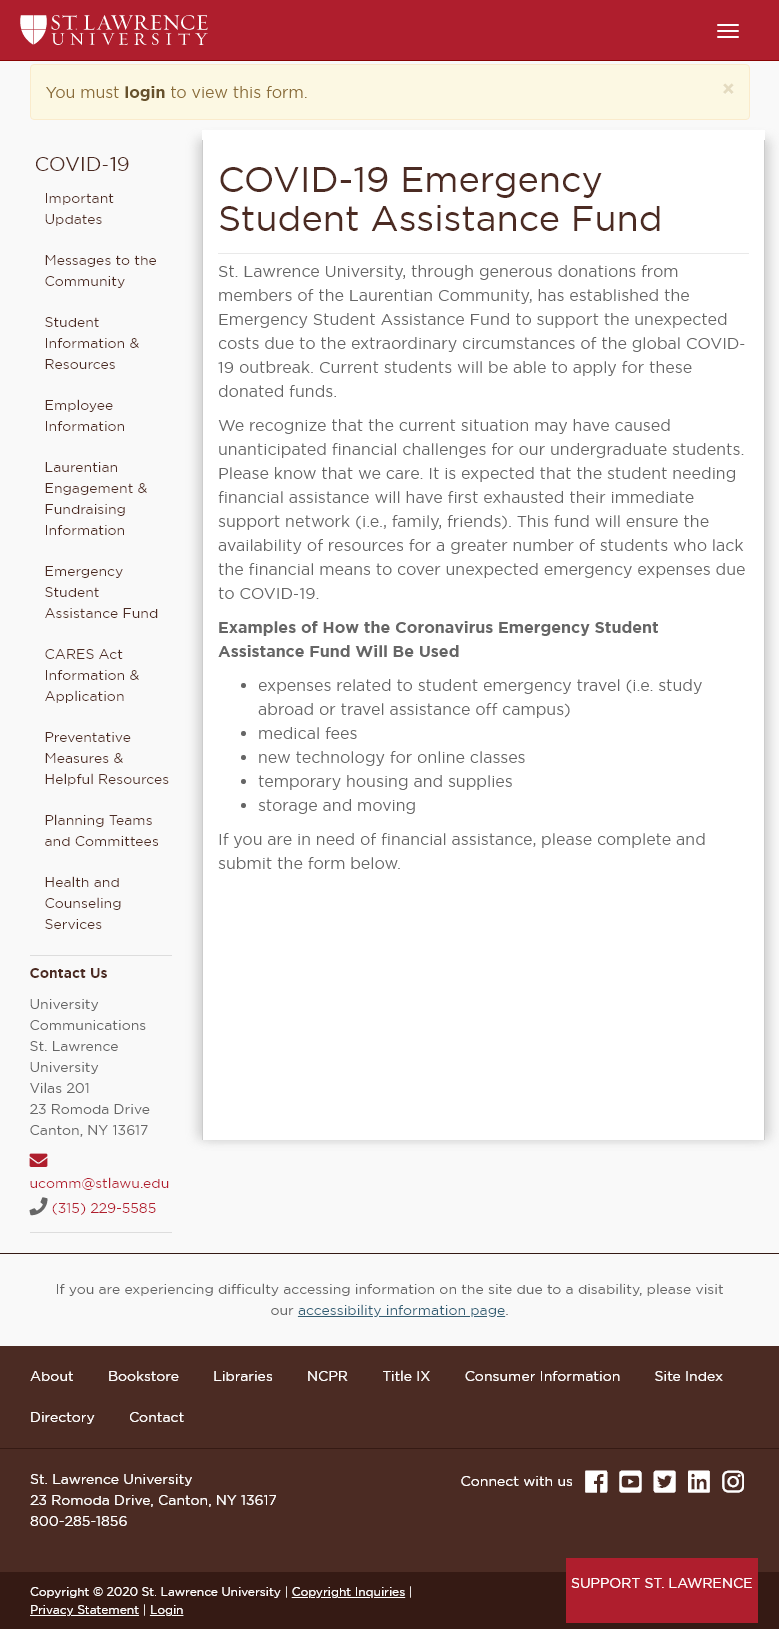 ST. LAWRENCE
UNIVERSITY
You must login to view this form.
×
COVID-19
Important
Updates
Messages to the
Community
Student
Information &
Resources
Employee
Information
Laurentian
Engagement &
Fundraising
Information
Emergency
Student
Assistance Fund
CARES Act
Information &
Application
Preventative
Measures &
Helpful Resources
Planning Teams
and Committees
Health and
Counseling
Services
Contact Us
University
Communications
St. Lawrence
University
Vilas 201
23 Romoda Drive
Canton, NY 13617
ucomm@stlawu.edu
(315) 229-5585
COVID-19 Emergency
Student Assistance Fund
St. Lawrence University, through generous donations from
members of the Laurentian Community, has established the
Emergency Student Assistance Fund to support the unexpected
costs due to the extraordinary circumstances of the global COVID-
19 outbreak. Current students will be able to apply for these
donated funds.
We recognize that the current situation may have caused
unanticipated financial challenges for our undergraduate students.
Please know that we care. It is expected that the student needing
financial assistance will have first exhausted their immediate
support network (i.e., family, friends). This fund will ensure the
availability of resources for a greater number of students who lack
the financial means to cover unexpected emergency expenses due
to COVID-19.
Examples of How the Coronavirus Emergency Student
Assistance Fund Will Be Used
• expenses related to student emergency travel (i.e. study
abroad or travel assistance off campus)
• medical fees
• new technology for online classes
• temporary housing and supplies
• storage and moving
If you are in need of financial assistance, please complete and
submit the form below.
If you are experiencing difficulty accessing information on the site due to a disability, please visit
our accessibility information page.
About Bookstore Libraries NCPR Title IX Consumer Information Site Index
Directory Contact
St. Lawrence University
23 Romoda Drive, Canton, NY 13617
800-285-1856
Connect with us
Copyright © 2020 St. Lawrence University | Copyright Inquiries |
Privacy Statement | Login
SUPPORT ST. LAWRENCE